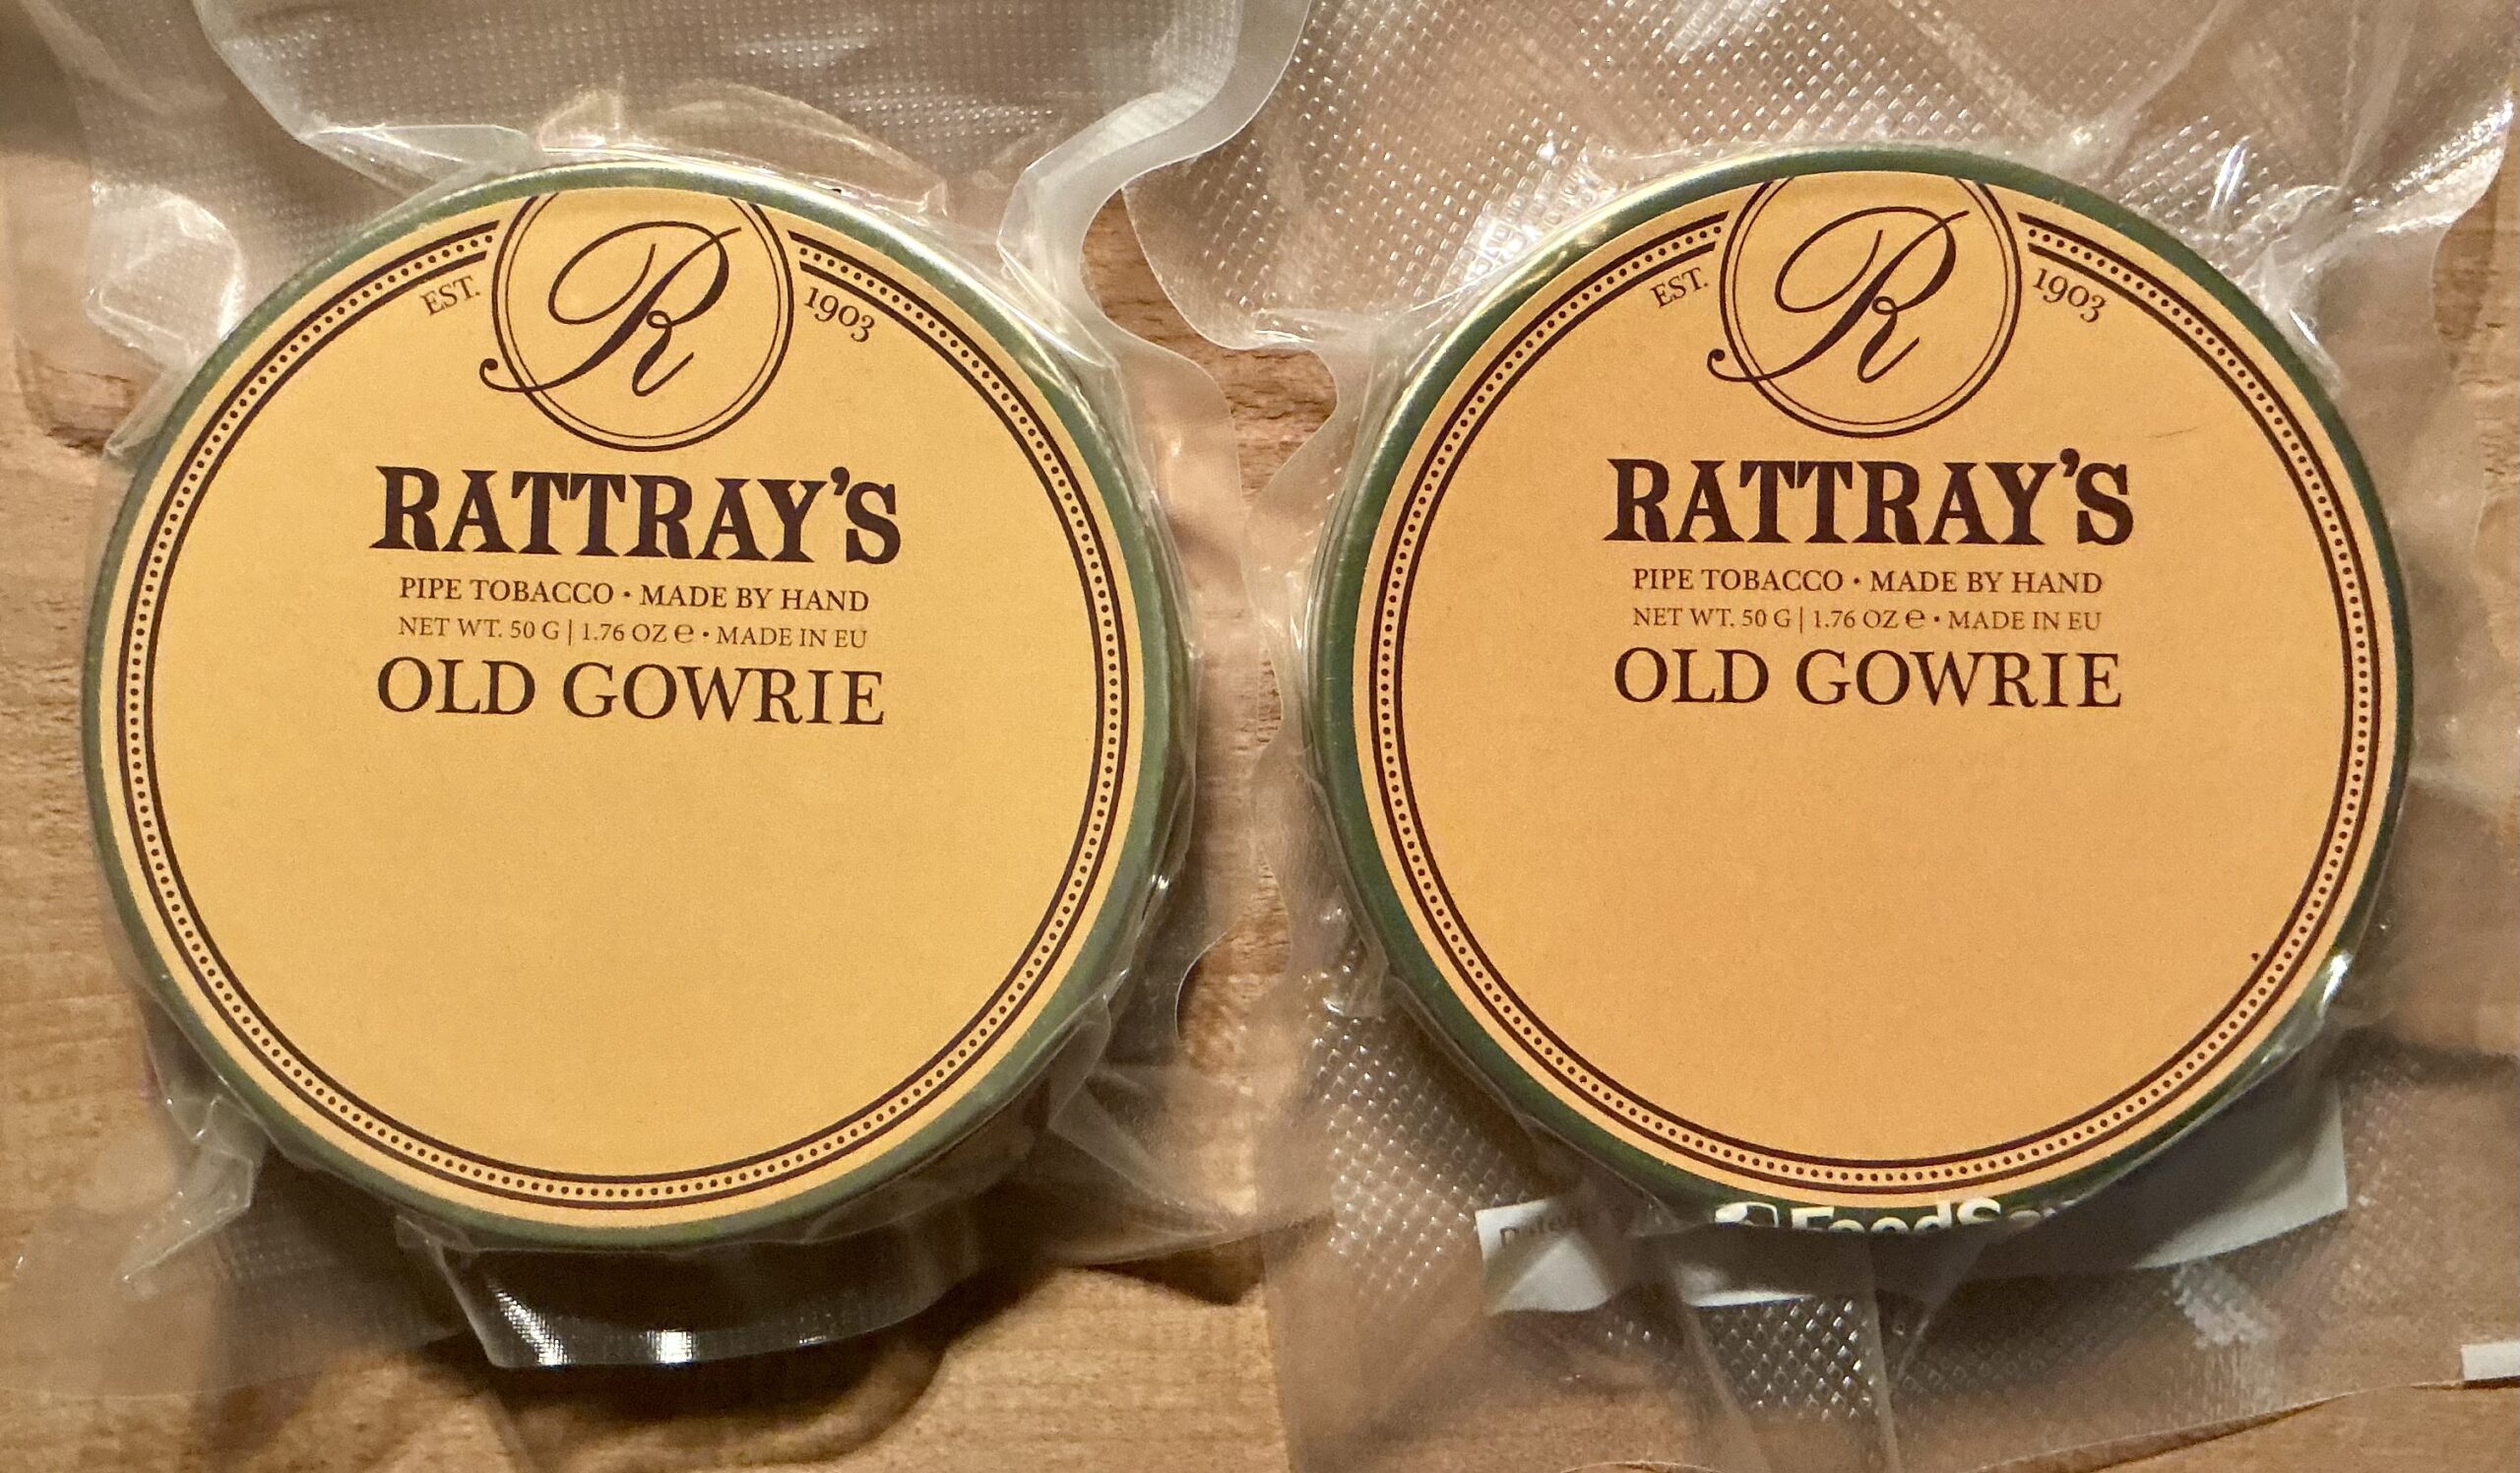 EST. R 1903
RATTRAY'S
PIPE TOBACCO • MADE BY HAND
NET WT. 50 G | 1.76 OZ ℮ • MADE IN EU
OLD GOWRIE
EST. R 1903
RATTRAY'S
PIPE TOBACCO • MADE BY HAND
NET WT. 50 G | 1.76 OZ ℮ • MADE IN EU
OLD GOWRIE